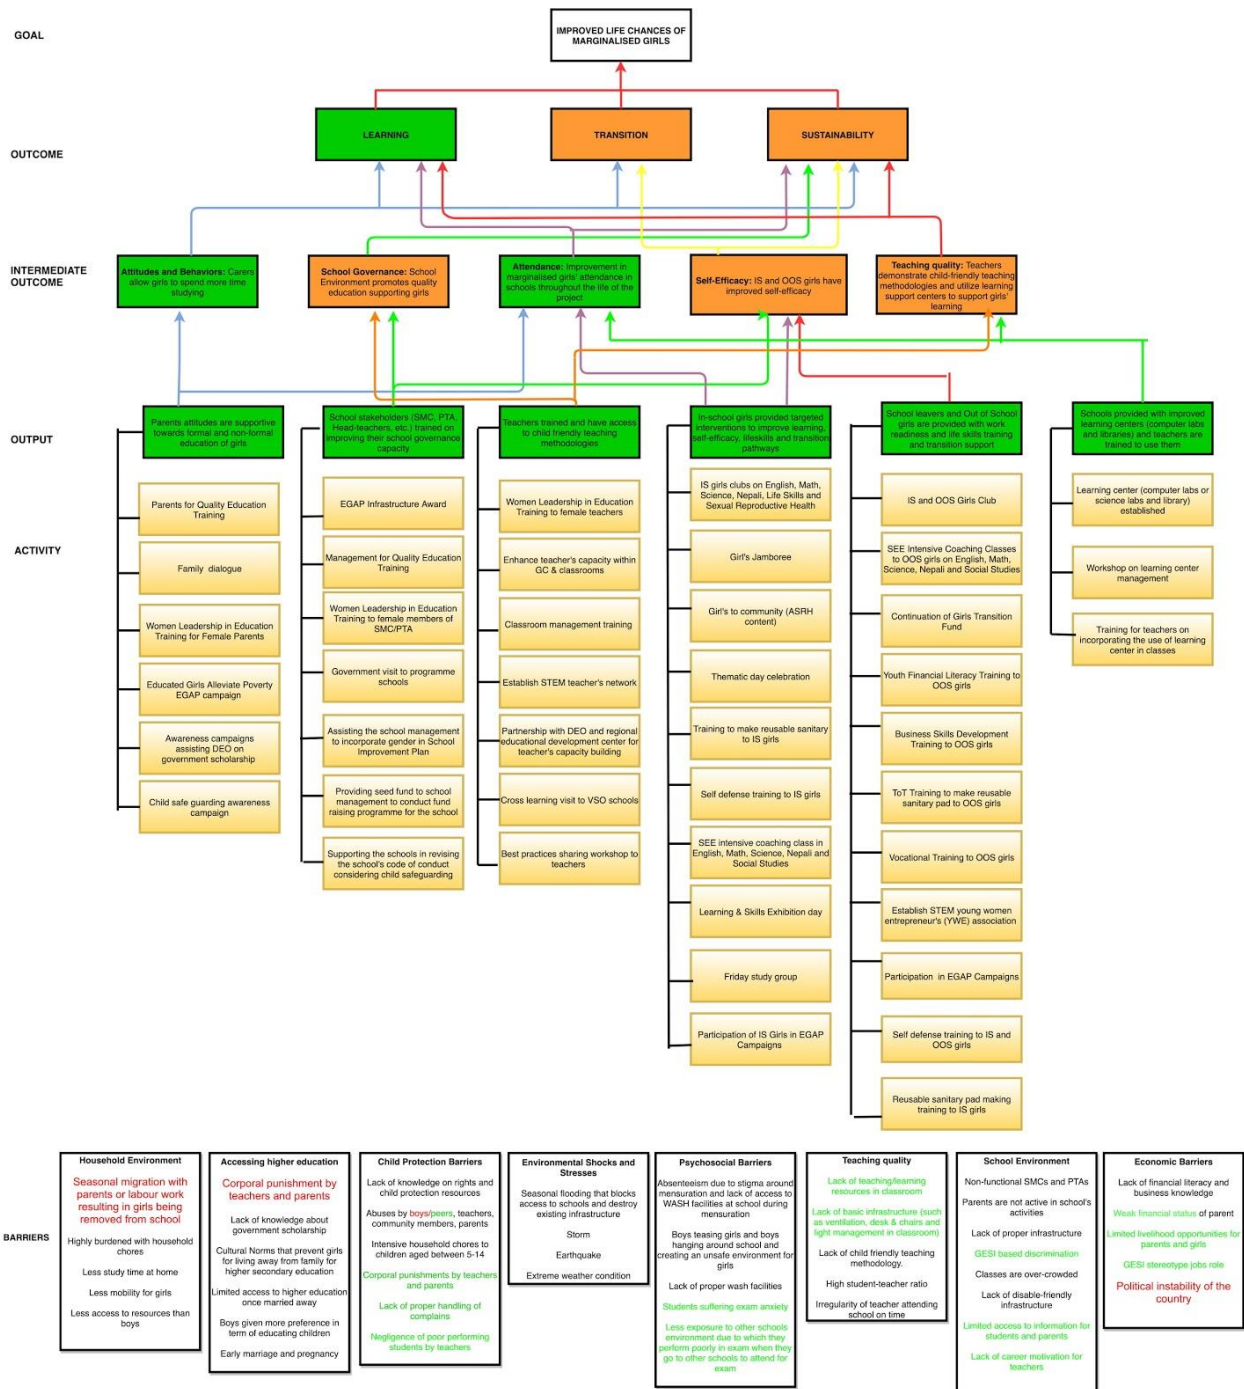 GOAL
IMPROVED LIFE CHANCES OF
MARGINALISED GIRLS
OUTCOME
LEARNING
TRANSITION
SUSTAINABILITY
INTERMEDIATE
OUTCOME
Attitudes and Behaviors: Carers
allow girls to spend more time
studying
School Governance: School
Environment promotes quality
education supporting girls
Attendance: Improvement in
marginalised girls' attendance in
schools throughout the life of the
project
Self-Efficacy: IS and OOS girls have
improved self-efficacy
Teaching quality: Teachers
demonstrate child-friendly teaching
methodologies and utilize learning
support centers to support girls'
learning
OUTPUT
Parents attitudes are supportive
towards formal and non-formal
education of girls
School stakeholders (SMC, PTA,
Head-teachers, etc.) trained on
improving their school governance
capacity
Teachers trained and have access
to child friendly teaching
methodologies
In-school girls provided targeted
interventions to improve learning,
self-efficacy, lifeskills and transition
pathways
School leavers and Out of School
girls are provided with work
readiness and life skills training
and transition support
Schools provided with improved
learning centers (computer labs
and libraries) and teachers are
trained to use them
ACTIVITY
Parents for Quality Education
Training
Family dialogue
Women Leadership in Education
Training for Female Parents
Educated Girls Alleviate Poverty
EGAP campaign
Awareness campaigns
assisting DEO on
government scholarship
Child safe guarding awareness
campaign
EGAP Infrastructure Award
Management for Quality Education
Training
Women Leadership in Education
Training to female members of
SMC/PTA
Government visit to programme
schools
Assisting the school management
to incorporate gender in School
Improvement Plan
Providing seed fund to school
management to conduct fund
raising programme for the school
Supporting the schools in revising
the school's code of conduct
considering child safeguarding
Women Leadership in Education
Training to female teachers
Enhance teacher's capacity within
GC & classrooms
Classroom management training
Establish STEM teacher's network
Partnership with DEO and regional
educational development center for
teacher's capacity building
Cross learning visit to VSO schools
Best practices sharing workshop to
teachers
IS girls clubs on English, Math,
Science, Nepali, Life Skills and
Sexual Reproductive Health
Girl's Jamboree
Girl's to community (ASRH
content)
Thematic day celebration
Training to make reusable sanitary
to IS girls
Self defense training to IS girls
SEE intensive coaching class in
English, Math, Science, Nepali and
Social Studies
Learning & Skills Exhibition day
Friday study group
Participation of IS Girls in EGAP
Campaigns
IS and OOS Girls Club
SEE Intensive Coaching Classes
to OOS girls on English, Math,
Science, Nepali and Social Studies
Continuation of Girls Transition
Fund
Youth Financial Literacy Training to
OOS girls
Business Skills Development
Training to OOS girls
ToT Training to make reusable
sanitary pad to OOS girls
Vocational Training to OOS girls
Establish STEM young women
entrepreneur's (YWE) association
Participation in EGAP Campaigns
Self defense training to IS and
OOS girls
Reusable sanitary pad making
training to IS girls
Learning center (computer labs or
science labs and library)
established
Workshop on learning center
management
Training for teachers on
incorporating the use of learning
center in classes
BARRIERS
Household Environment
Seasonal migration with
parents or labour work
resulting in girls being
removed from school
Highly burdened with household
chores
Less study time at home
Less mobility for girls
Less access to resources than
boys
Accessing higher education
Corporal punishment by
teachers and parents
Lack of knowledge about
government scholarship
Cultural Norms that prevent girls
for living away from family for
higher secondary education
Limited access to higher education
once married away
Boys given more preference in
term of educating children
Early marriage and pregnancy
Child Protection Barriers
Lack of knowledge on rights and
child protection resources
Abuses by boys/peers, teachers,
community members, parents
Intensive household chores to
children aged between 5-14
Corporal punishments by teachers
and parents
Lack of proper handling of
complains
Negligence of poor performing
students by teachers
Environmental Shocks and
Stresses
Seasonal flooding that blocks
access to schools and destroy
existing infrastructure
Storm
Earthquake
Extreme weather condition
Psychosocial Barriers
Absenteeism due to stigma around
mensuration and lack of access to
WASH facilities at school during
mensuration
Boys teasing girls and boys
hanging around school and
creating an unsafe environment for
girls
Lack of proper wash facilities
Students suffering exam anxiety
Less exposure to other schools
environment due to which they
perform poorly in exam when they
go to other schools to attend for
exam
Teaching quality
Lack of teaching/learning
resources in classroom
Lack of basic infrastructure (such
as ventilation, desk & chairs and
light management in classroom)
Lack of child friendly teaching
methodology.
High student-teacher ratio
Irregularity of teacher attending
school on time
School Environment
Non-functional SMCs and PTAs
Parents are not active in school's
activities
Lack of proper infrastructure
GESI based discrimination
Classes are over-crowded
Lack of disable-friendly
infrastructure
Limited access to information for
students and parents
Lack of career motivation for
teachers
Economic Barriers
Lack of financial literacy and
business knowledge
Weak financial status of parent
Limited livelihood opportunities for
parents and girls
GESI stereotype jobs role
Political instability of the
country